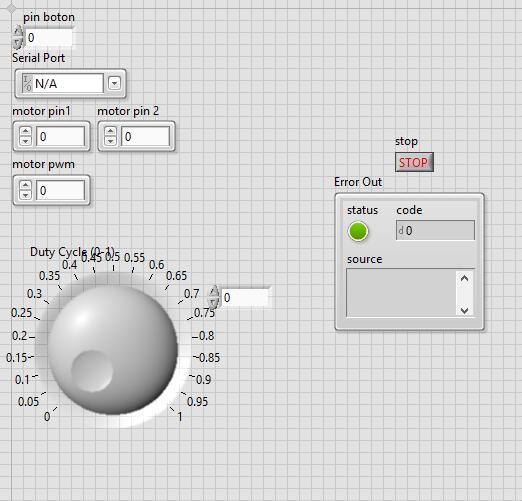 pin boton
0
Serial Port
I/O N/A
motor pin1
motor pin 2
0
0
motor pwm
0
stop
STOP
Error Out
status
code
d 0
source
Duty Cycle (0-1)
0
0.05
0.1
0.15
0.2
0.25
0.3
0.35
0.4
0.45
0.5
0.55
0.6
0.65
0.7
0.75
0.8
0.85
0.9
0.95
1
0